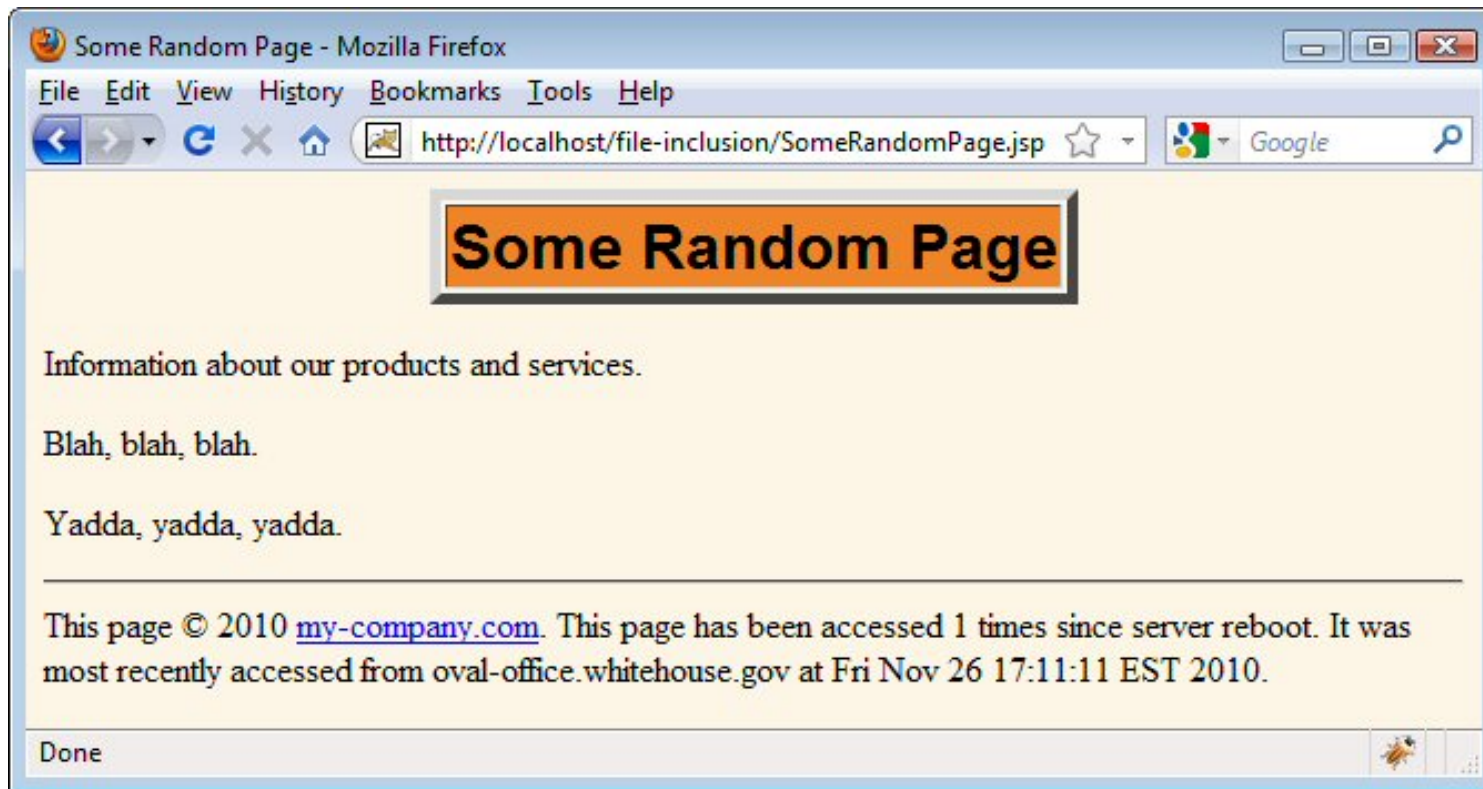 Some Random Page - Mozilla Firefox
File Edit View History Bookmarks Tools Help
http://localhost/file-inclusion/SomeRandomPage.jsp Google
Some Random Page
Information about our products and services.
Blah, blah, blah.
Yadda, yadda, yadda.
This page © 2010 my-company.com. This page has been accessed 1 times since server reboot. It was
most recently accessed from oval-office.whitehouse.gov at Fri Nov 26 17:11:11 EST 2010.
Done